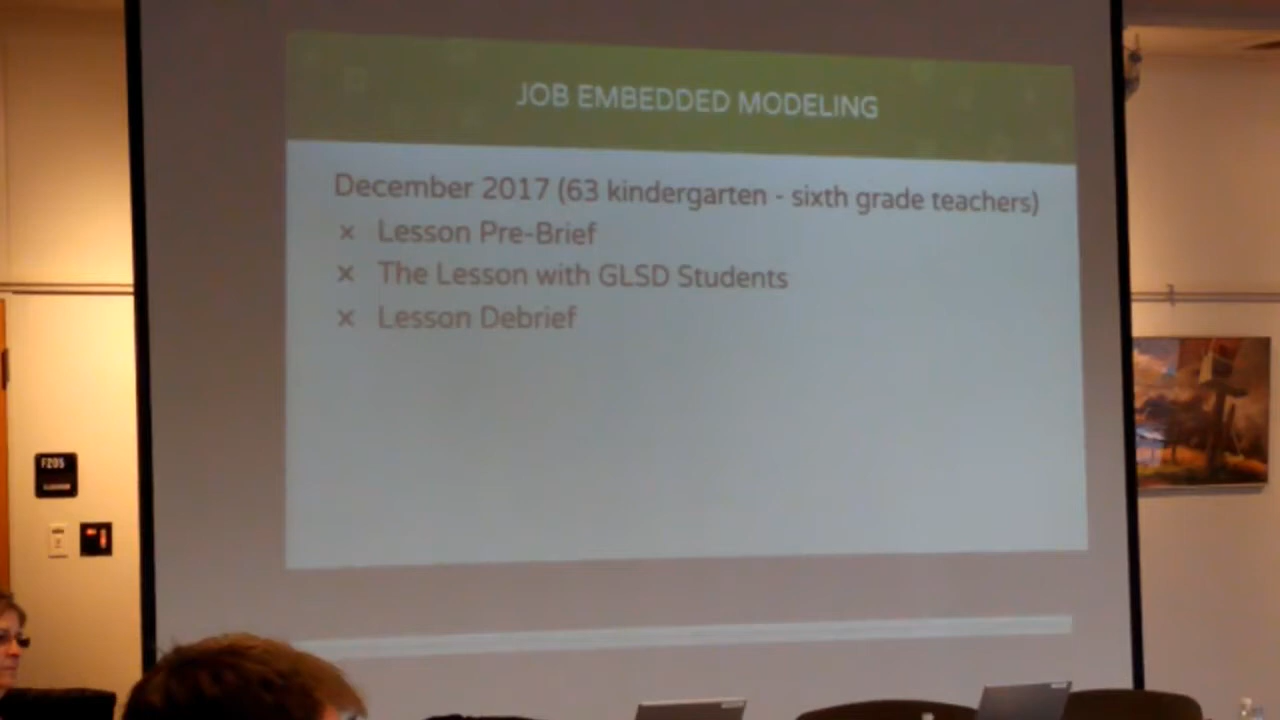 JOB EMBEDDED MODELING
December 2017 (63 kindergarten - sixth grade teachers)
x Lesson Pre-Brief
x The Lesson with GLSD Students
x Lesson Debrief
F205